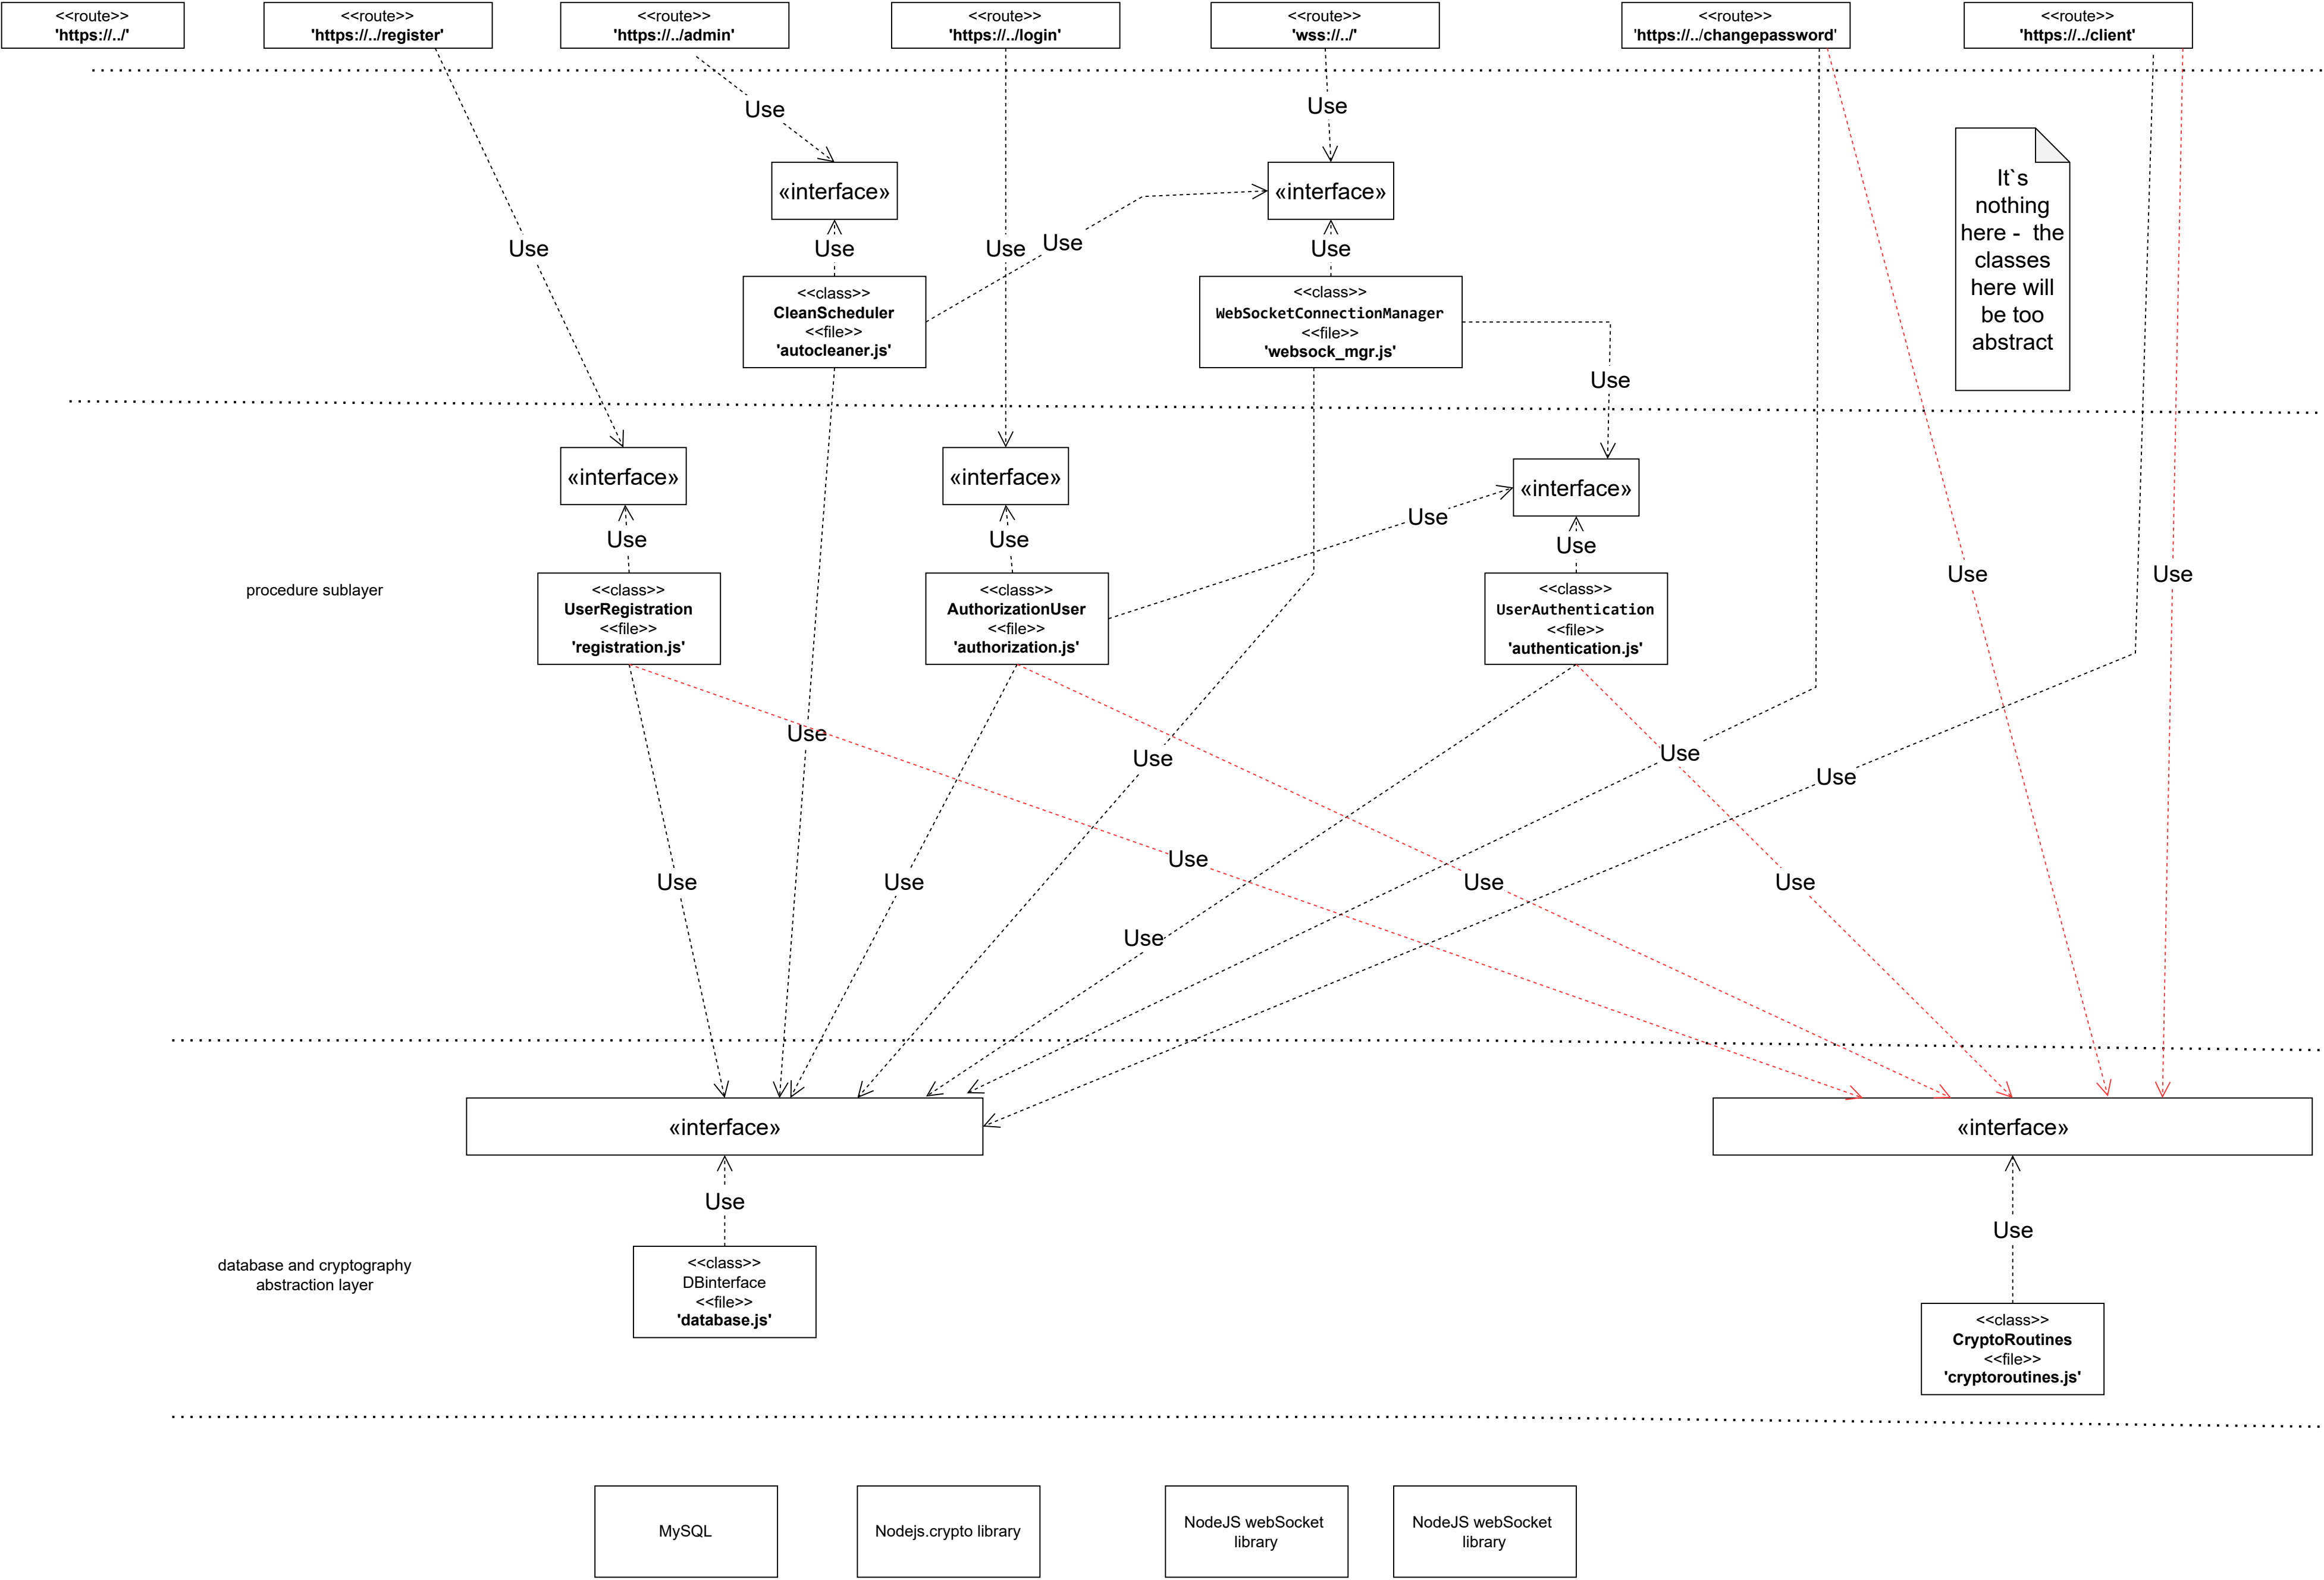 <<route>>
'https://../'
<<route>>
'https://../register'
<<route>>
'https://../admin'
<<route>>
'https://../login'
<<route>>
'wss://../'
<<route>>
'https://../changepassword'
<<route>>
'https://../client'
Use
Use
«interface»
«interface»
It`s
nothing
here -  the
classes
here will
be too
abstract
Use
Use
Use
Use
Use
<<class>>
CleanScheduler
<<file>>
'autocleaner.js'
<<class>>
WebSocketConnectionManager
<<file>>
'websock_mgr.js'
Use
«interface»
«interface»
«interface»
Use
Use
Use
Use
procedure sublayer
<<class>>
UserRegistration
<<file>>
'registration.js'
<<class>>
AuthorizationUser
<<file>>
'authorization.js'
<<class>>
UserAuthentication
<<file>>
'authentication.js'
Use
Use
Use
Use
Use
Use
Use
Use
Use
Use
Use
Use
«interface»
«interface»
Use
Use
database and cryptography
abstraction layer
<<class>>
DBinterface
<<file>>
'database.js'
<<class>>
CryptoRoutines
<<file>>
'cryptoroutines.js'
MySQL
Nodejs.crypto library
NodeJS webSocket
library
NodeJS webSocket
library